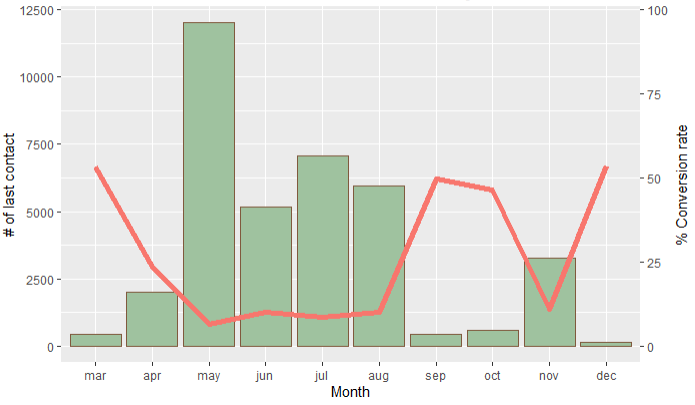 12500
10000
7500
5000
2500
0
# of last contact
100
75
50
25
0
% Conversion rate
mar apr may jun jul aug sep oct nov dec
Month